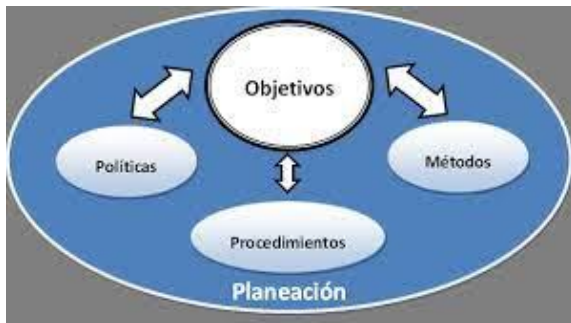 Objetivos
Políticas
Métodos
Procedimientos
Planeación